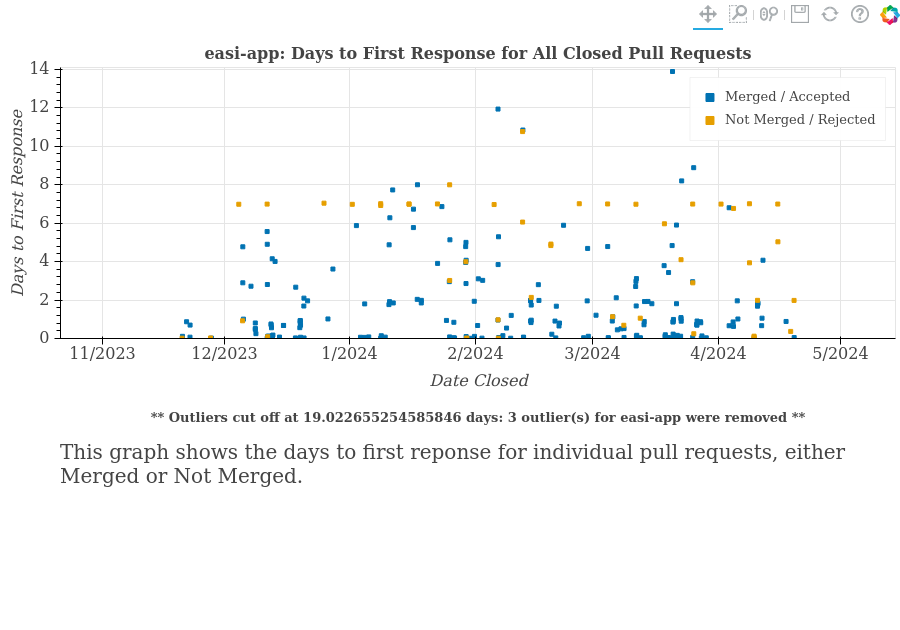 easi-app: Days to First Response for All Closed Pull Requests
14
12
10
8
6
4
2
0
Days to First Response
Merged / Accepted
Not Merged / Rejected
11/2023 12/2023 1/2024 2/2024 3/2024 4/2024 5/2024
Date Closed
** Outliers cut off at 19.022655254585846 days: 3 outlier(s) for easi-app were removed **
This graph shows the days to first reponse for individual pull requests, either
Merged or Not Merged.